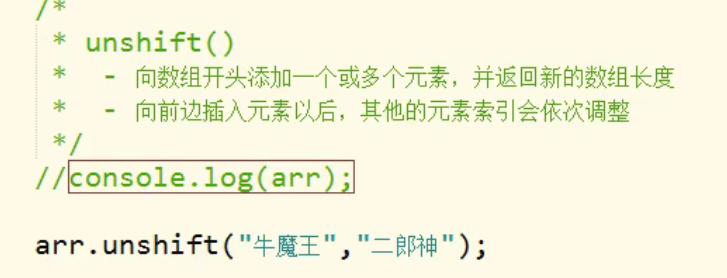 /*
 * unshift()
 *  - 向数组开头添加一个或多个元素，并返回新的数组长度
 *  - 向前边插入元素以后，其他的元素索引会依次调整
 */
//console.log(arr);
arr.unshift("牛魔王","二郎神");